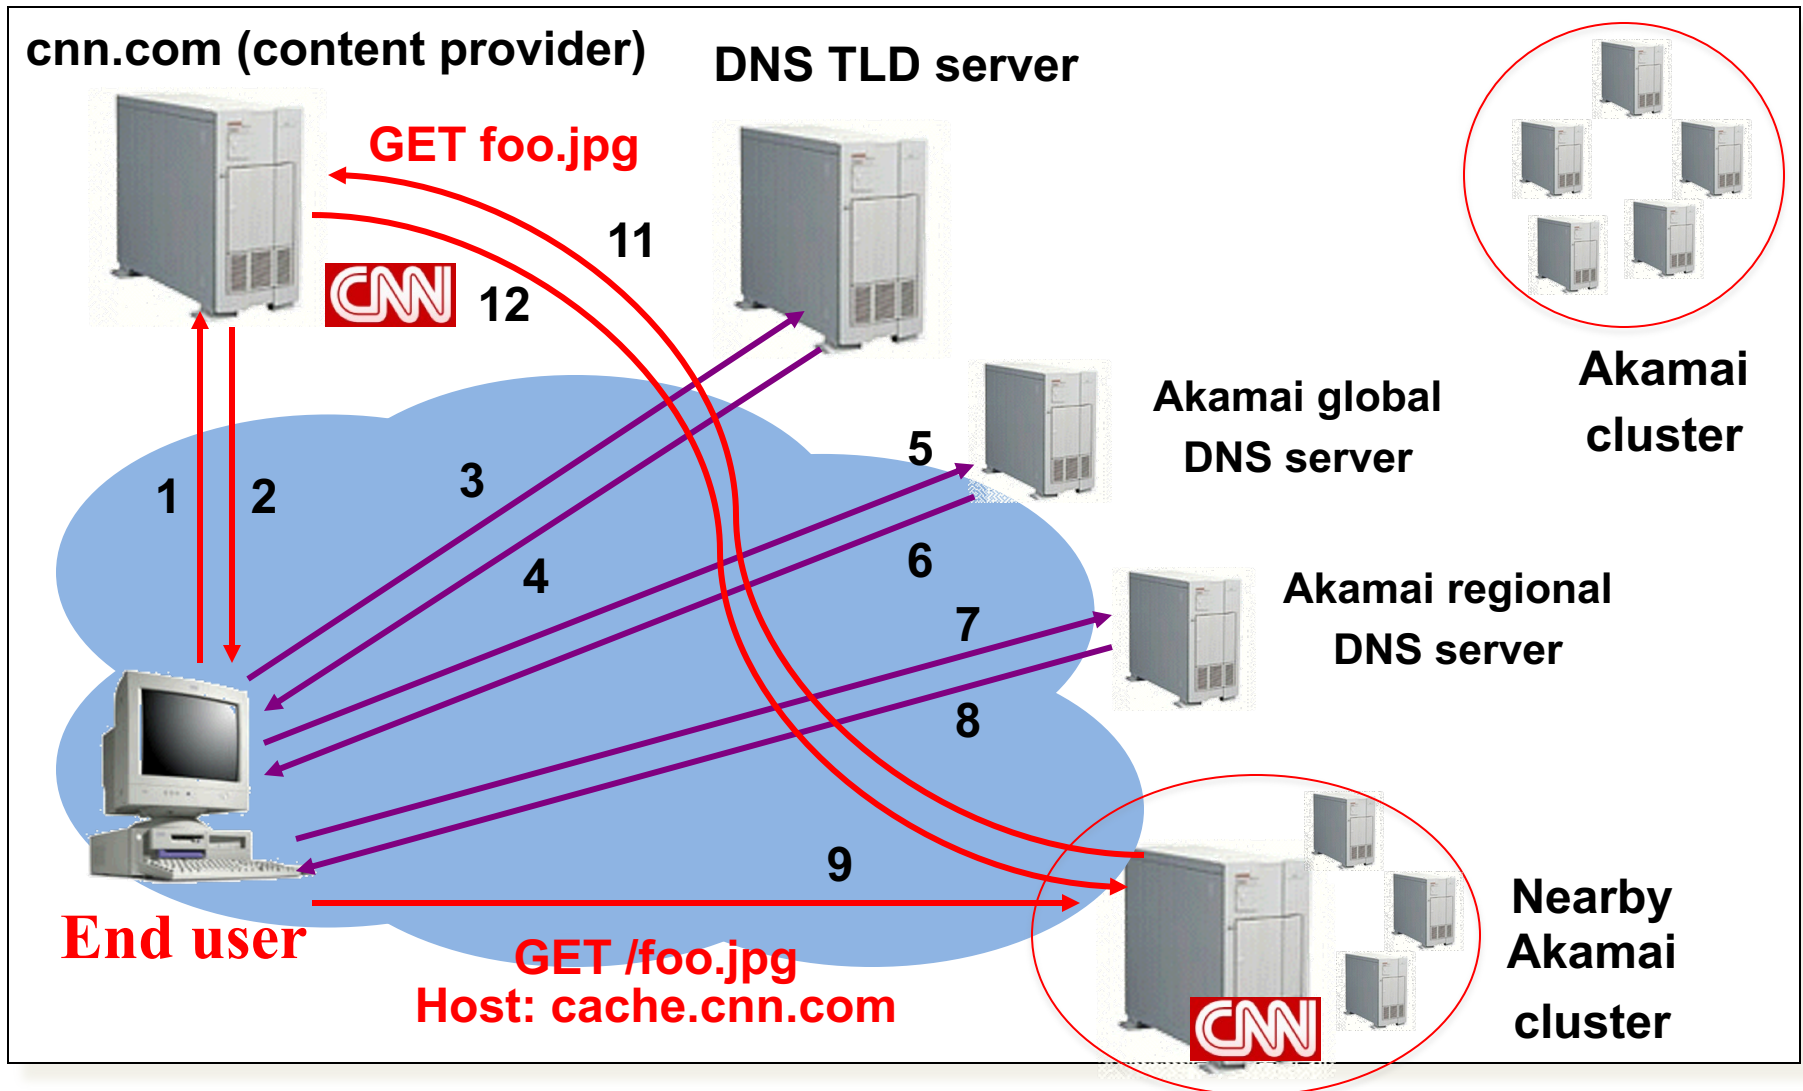 cnn.com (content provider)
DNS TLD server
GET foo.jpg
11
CNN
12
Akamai
cluster
Akamai global
DNS server
5
3
1
2
6
4
Akamai regional
DNS server
7
8
9
End user
GET /foo.jpg
Host: cache.cnn.com
Nearby
Akamai
cluster
CNN